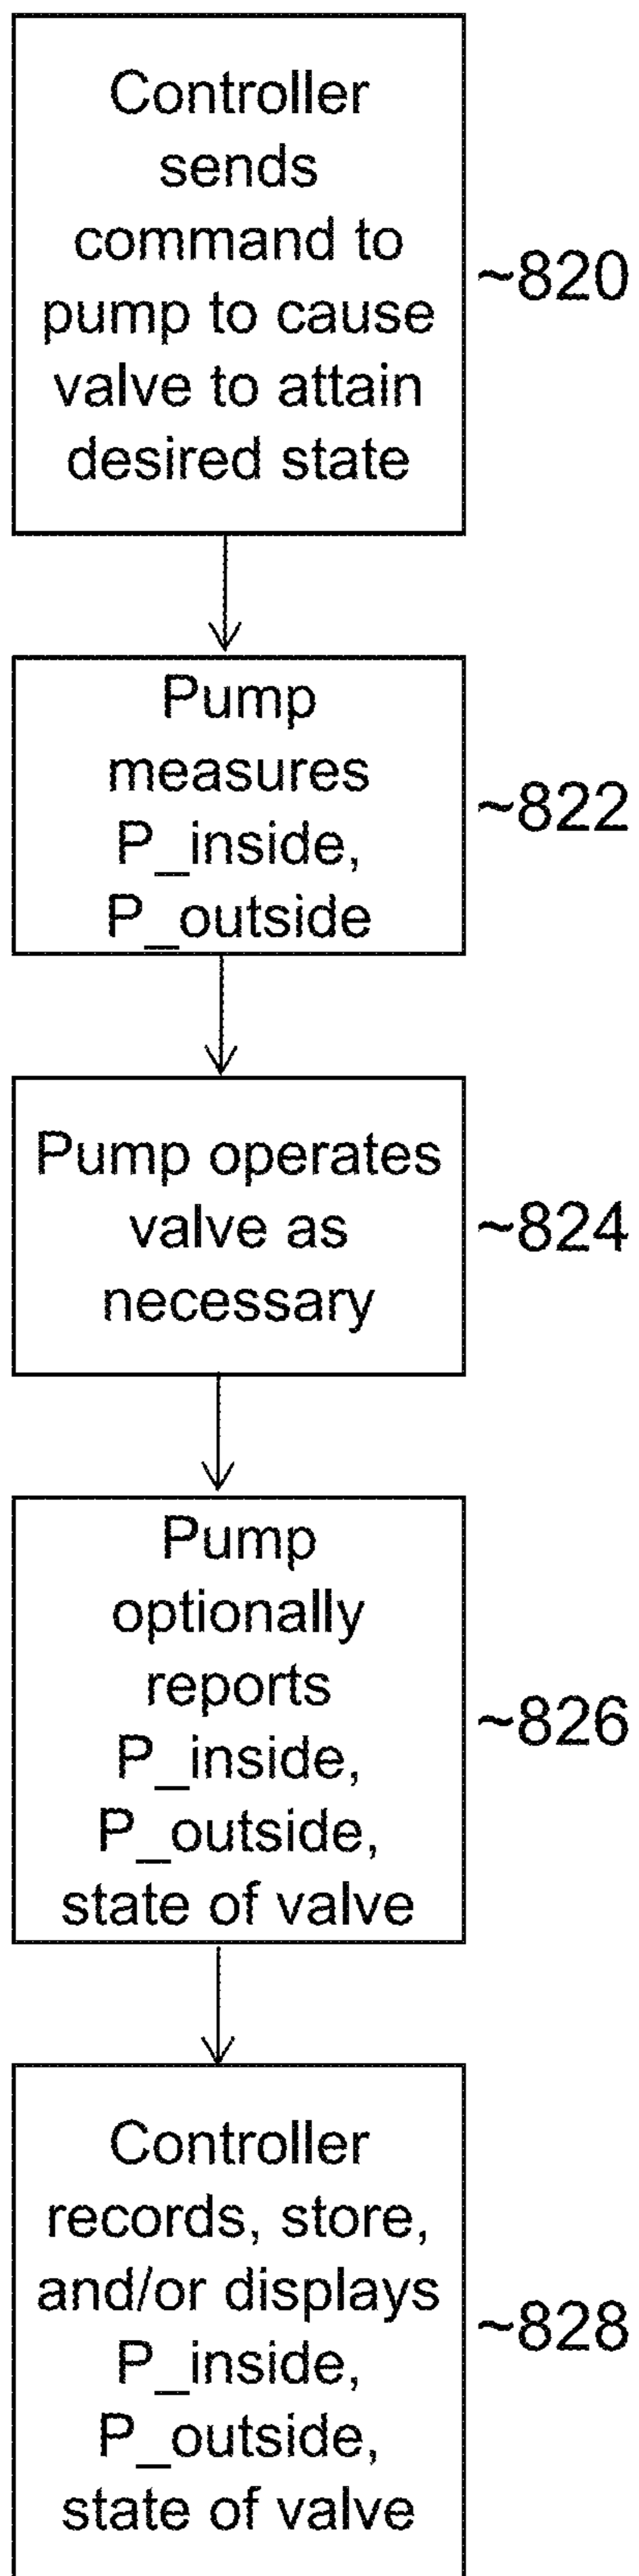 Controller
sends
command to
pump to cause
valve to attain
desired state
~820
Pump
measures
P_inside,
P_outside
~822
Pump operates
valve as
necessary
~824
Pump
optionally
reports
P_inside,
P_outside,
state of valve
~826
Controller
records, store,
and/or displays
P_inside,
P_outside,
state of valve
~828